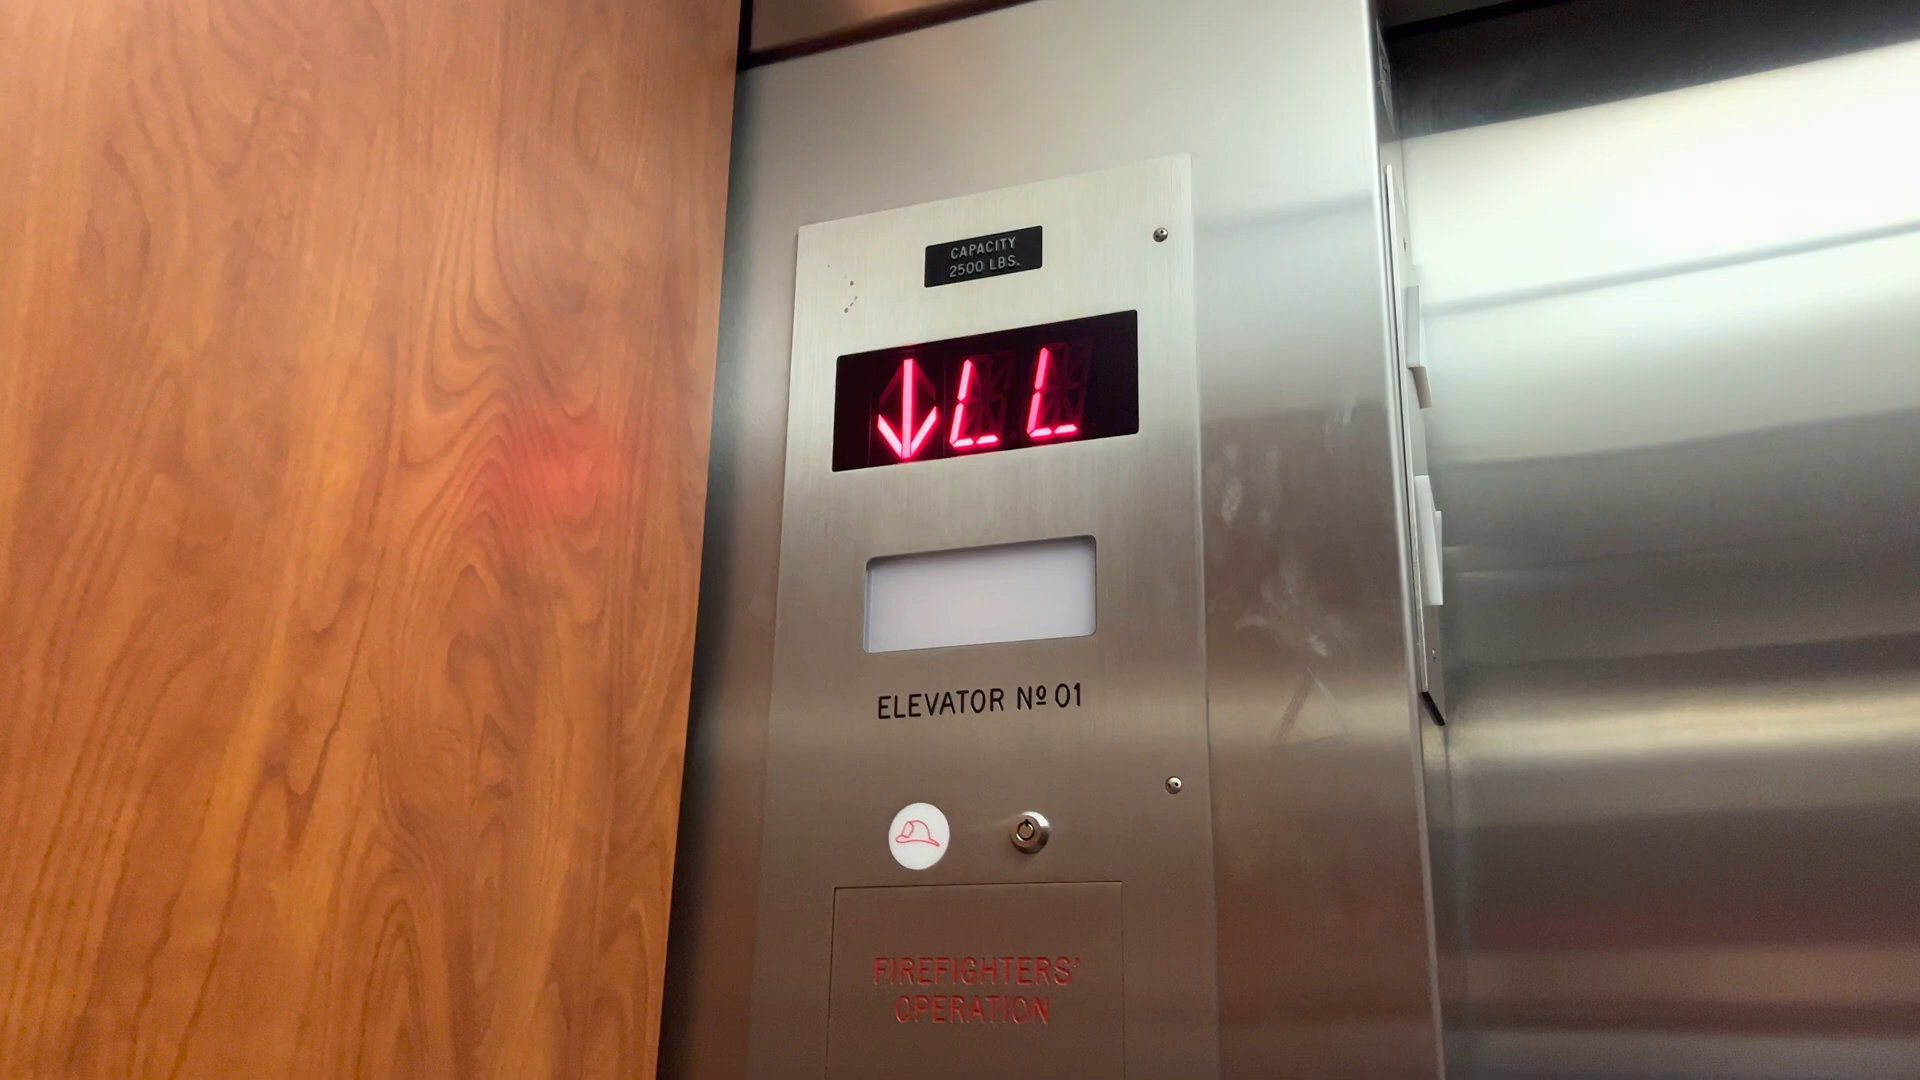 CAPACITY
2500 LBS.
↓LL
ELEVATOR Nº 01
FIREFIGHTERS'
OPERATION